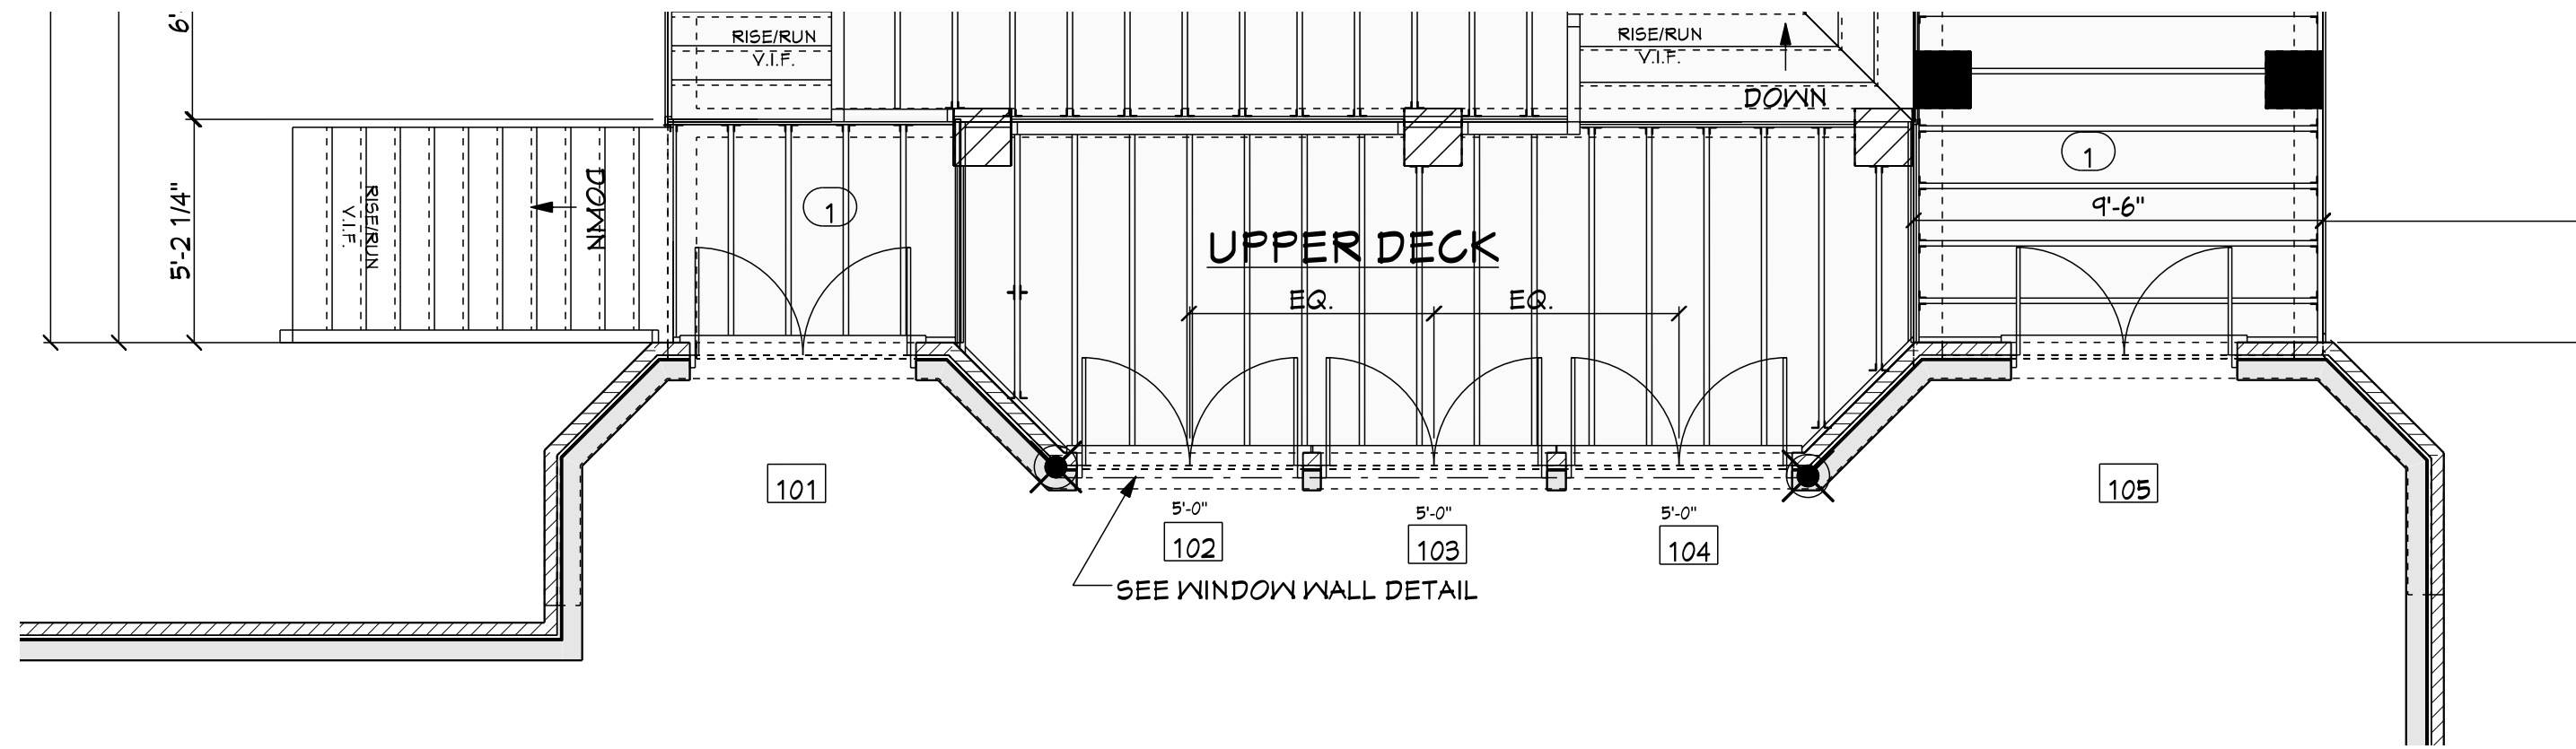 6'
RISE/RUN
V.I.F.
RISE/RUN
V.I.F.
DOWN
5'-2 1/4"
RISE/RUN
V.I.F.
DOWN
1
1
9'-6"
UPPER DECK
EQ.
EQ.
101
105
5'-0"
5'-0"
5'-0"
102
103
104
SEE WINDOW WALL DETAIL